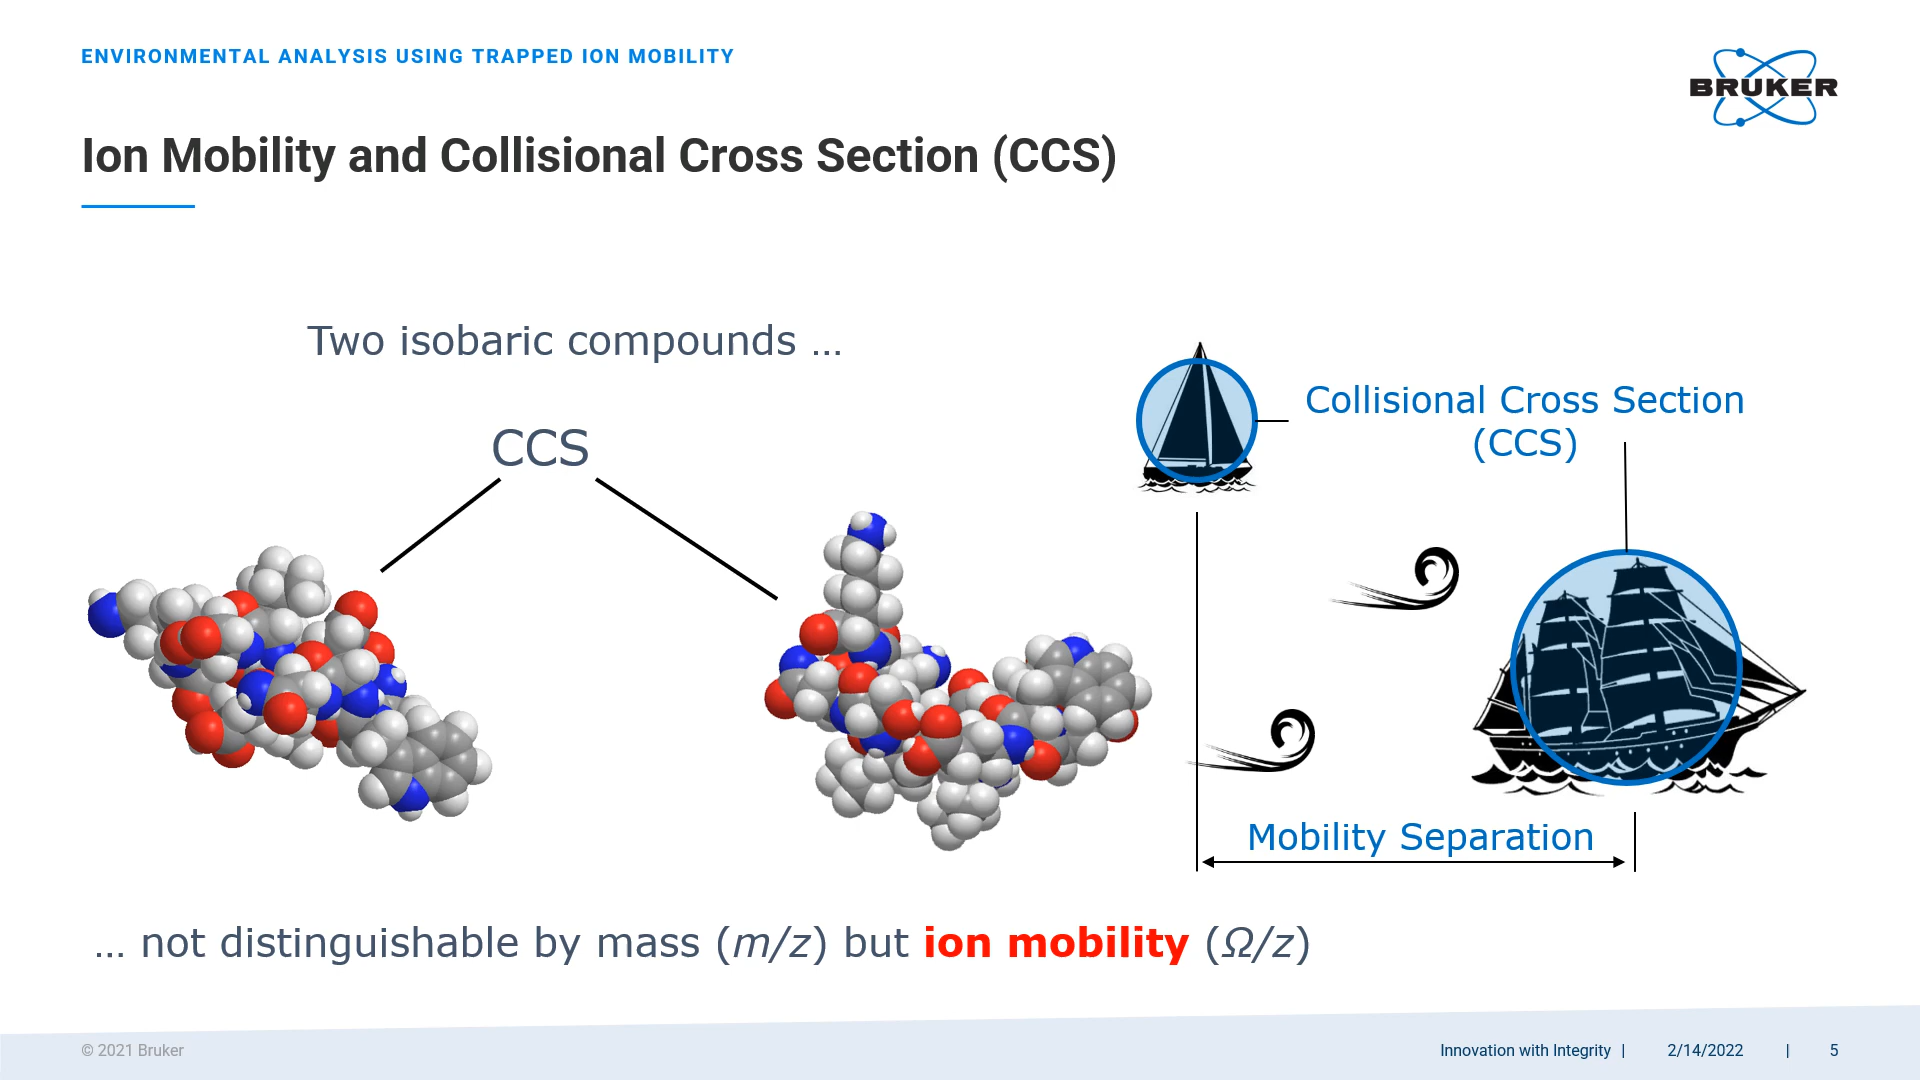 ENVIRONMENTAL ANALYSIS USING TRAPPED ION MOBILITY
BRUKER
Ion Mobility and Collisional Cross Section (CCS)
Two isobaric compounds ...
CCS
Collisional Cross Section
(CCS)
Mobility Separation
... not distinguishable by mass (m/z) but ion mobility (Ω/z)
© 2021 Bruker
Innovation with Integrity | 2/14/2022 | 5